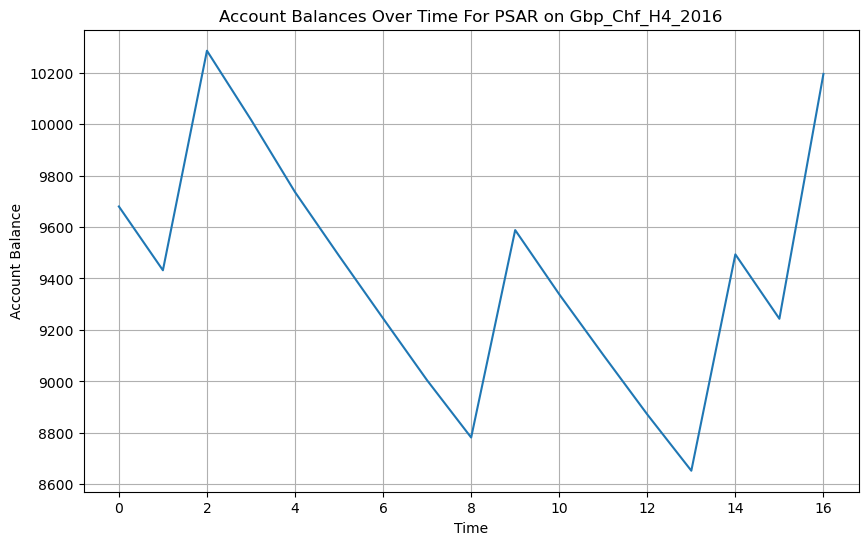 Account Balances Over Time For PSAR on Gbp_Chf_H4_2016
10200
10000
9800
9600
9400
9200
9000
8800
8600
Account Balance
0 2 4 6 8 10 12 14 16
Time